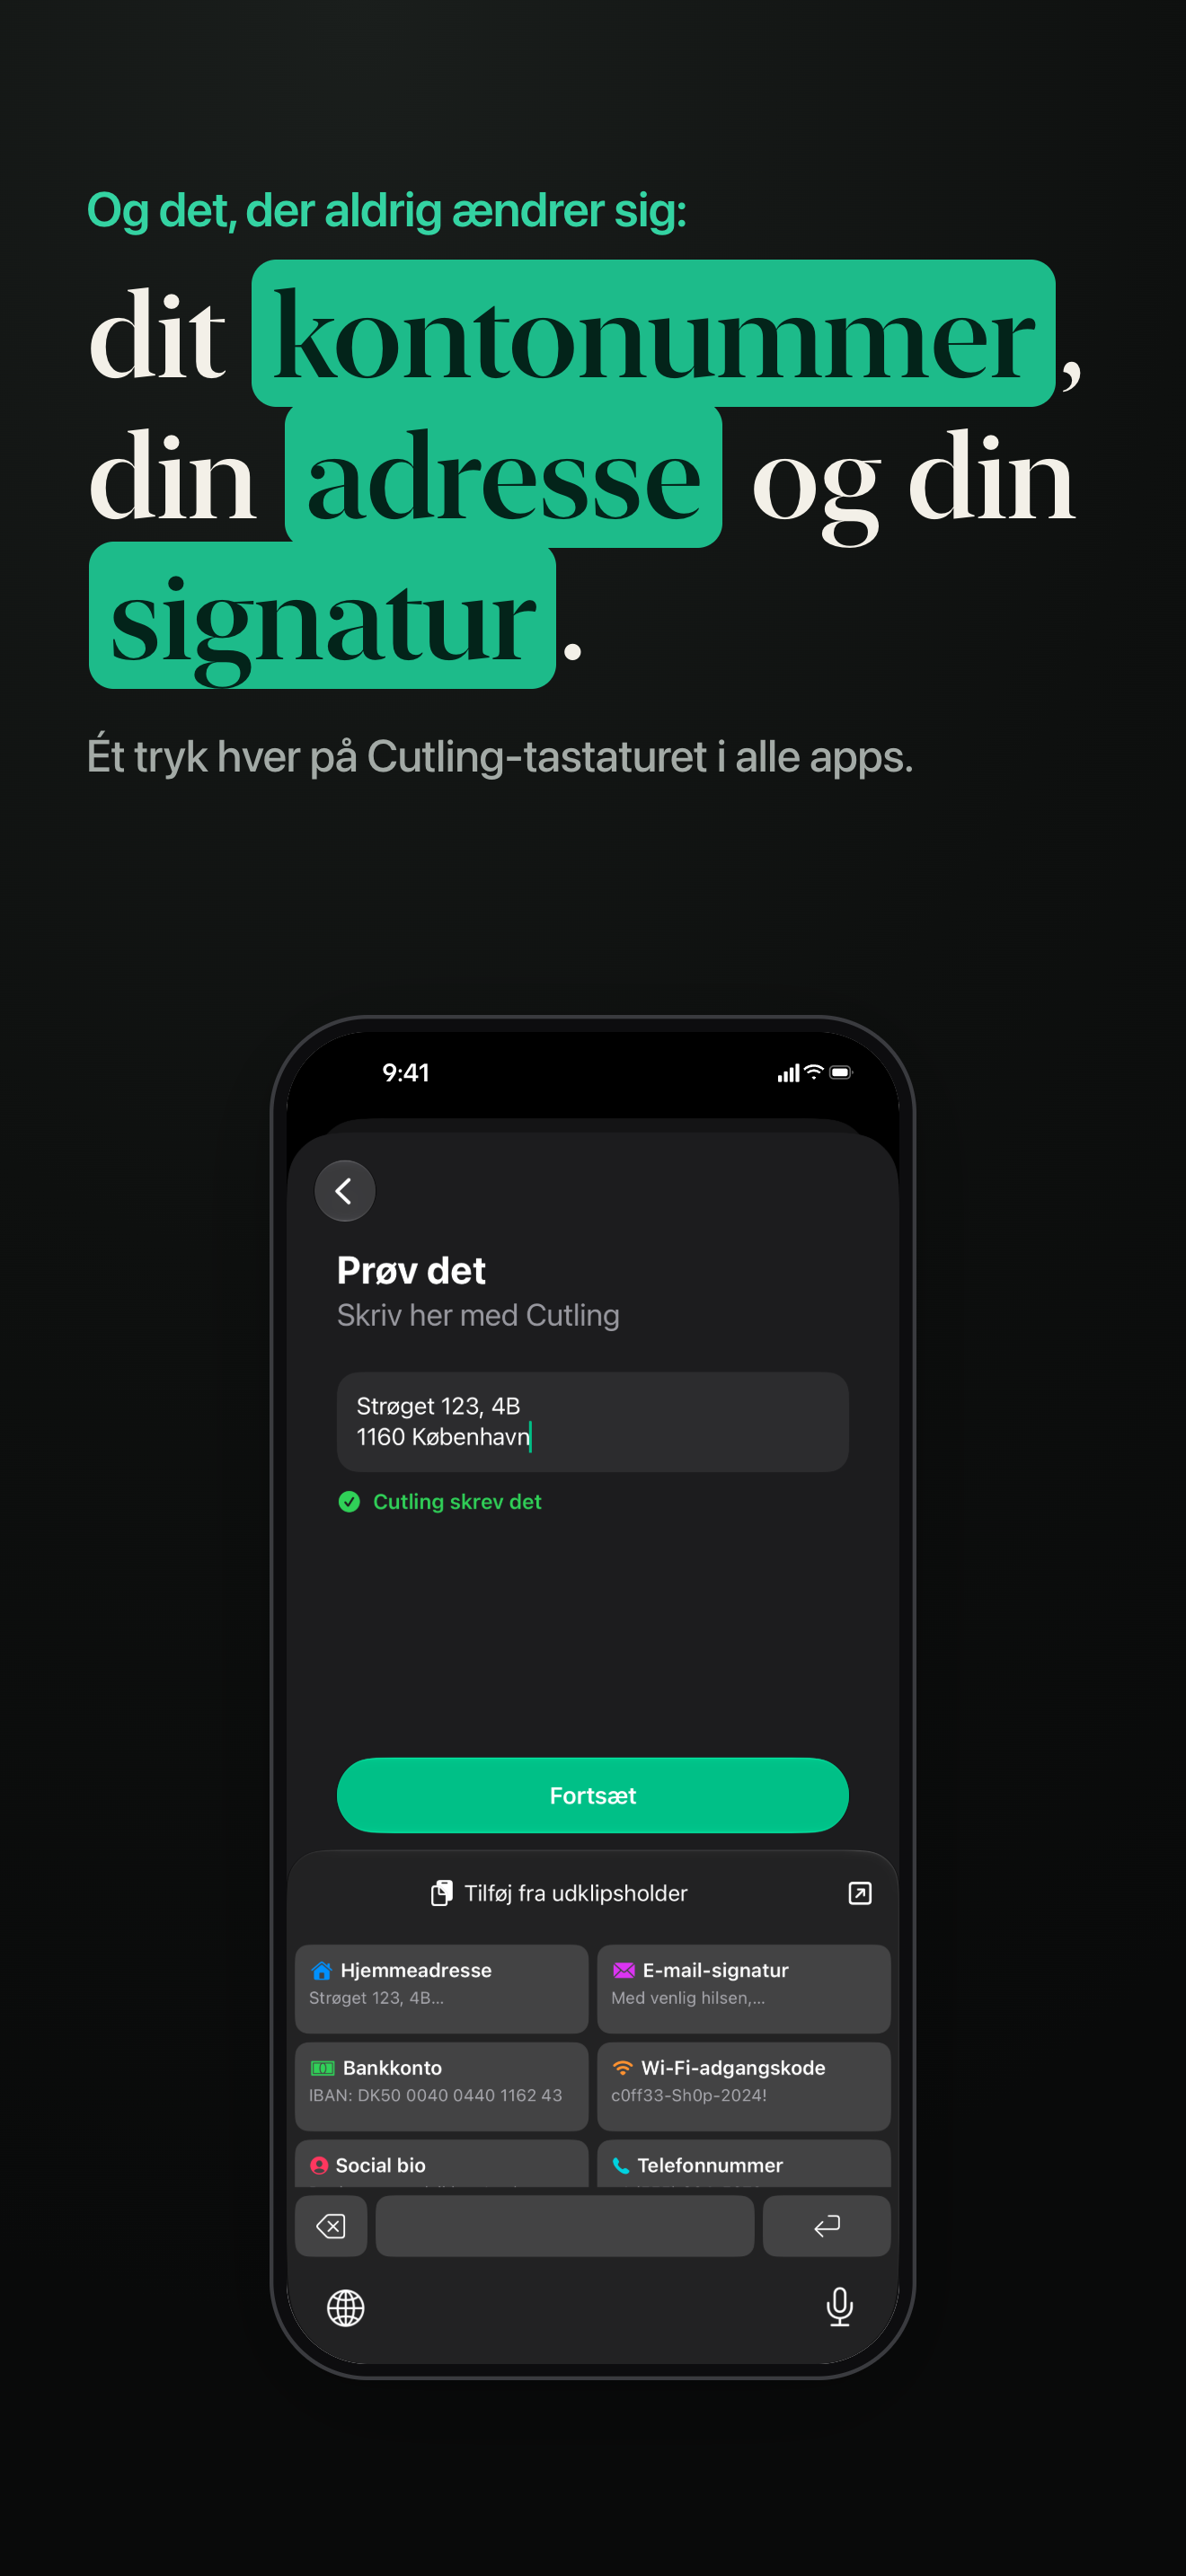 Og det, der aldrig ændrer sig:
dit kontonummer,
din adresse og din
signatur.
Ét tryk hver på Cutling-tastaturet i alle apps.
9:41
Prøv det
Skriv her med Cutling
Strøget 123, 4B
1160 København
Cutling skrev det
Fortsæt
Tilføj fra udklipsholder
Hjemmeadresse
Strøget 123, 4B...
E-mail-signatur
Med venlig hilsen,...
Bankkonto
IBAN: DK50 0040 0440 1162 43
Wi-Fi-adgangskode
c0ff33-Sh0p-2024!
Social bio
Telefonnummer